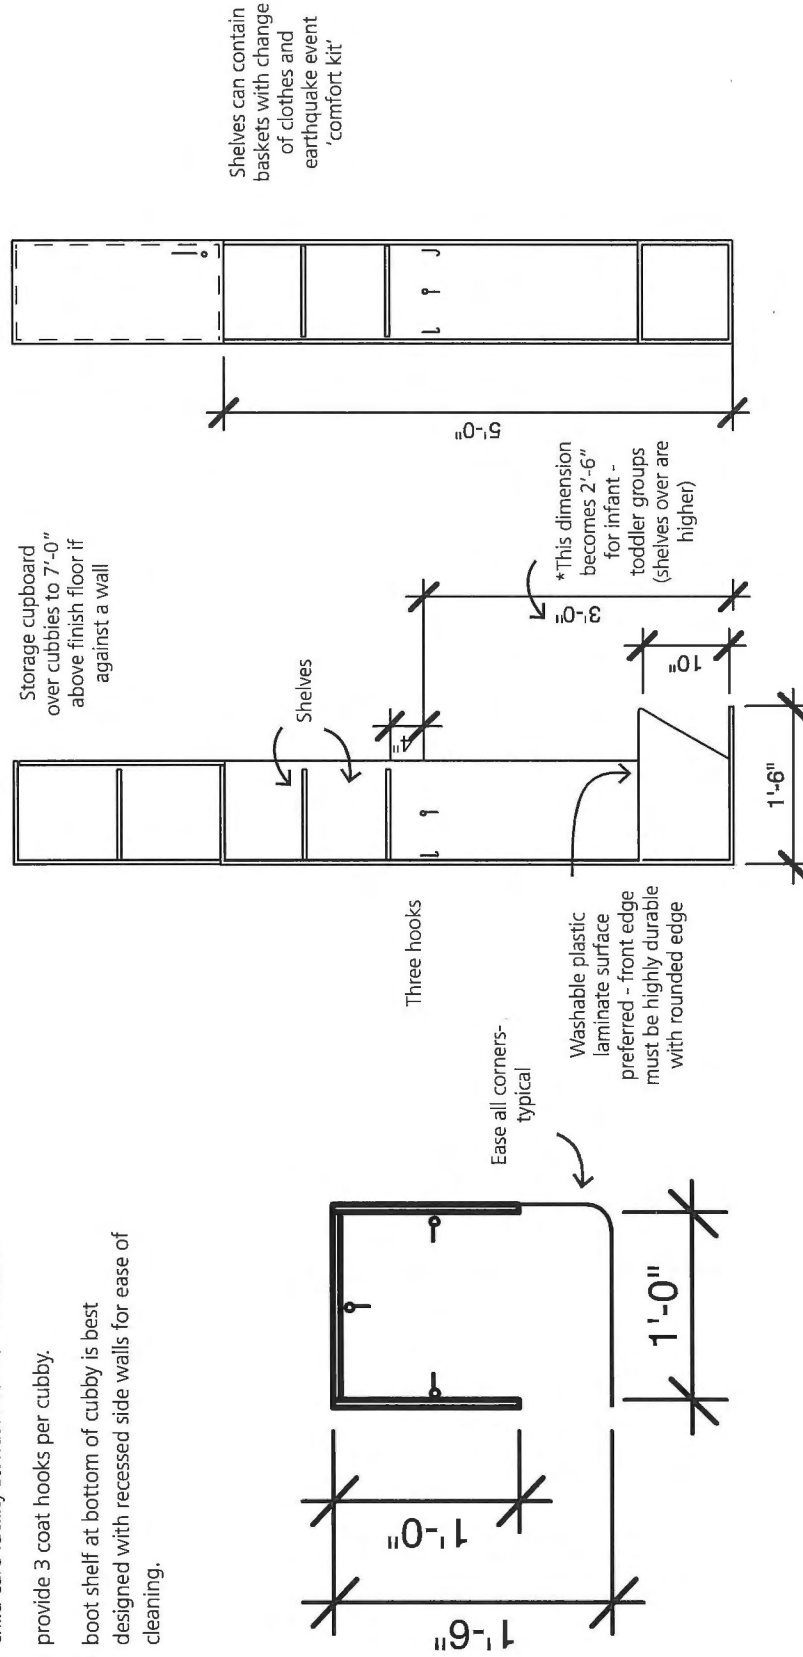 provide 3 coat hooks per cubby.
boot shelf at bottom of cubby is best
designed with recessed side walls for ease of
cleaning.
1'-6"
1'-0"
1'-0"
Ease all corners-
typical
Storage cupboard
over cubbies to 7'-0"
above finish floor if
against a wall
Shelves
Three hooks
4"
3'-0"
10"
1'-6"
Washable plastic
laminate surface
preferred - front edge
must be highly durable
with rounded edge
*This dimension
becomes 2'-6"
for infant -
toddler groups
(shelves over are
higher)
5'-0"
Shelves can contain
baskets with change
of clothes and
earthquake event
'comfort kit'